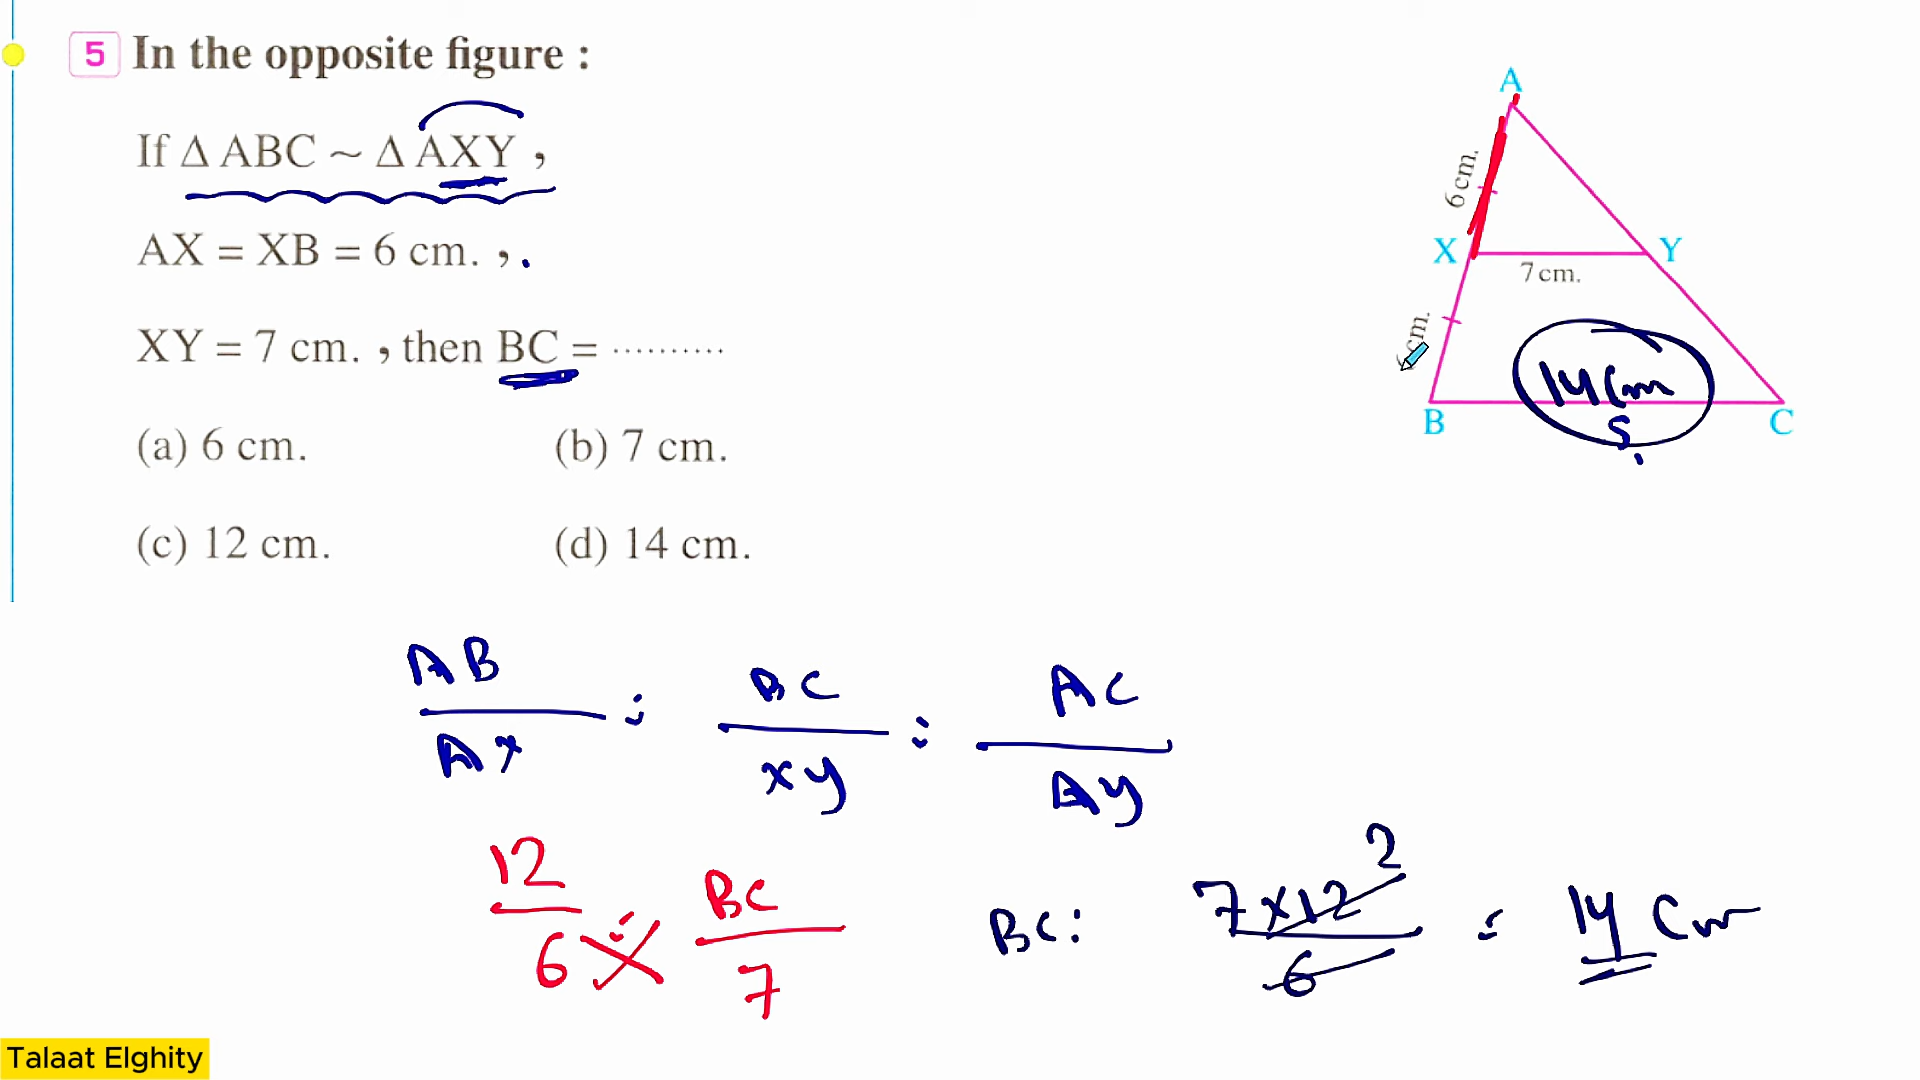 5 In the opposite figure :
If Δ ABC ~ Δ AXY ,
AX = XB = 6 cm. ,
XY = 7 cm. , then BC = ··········
(a) 6 cm. (b) 7 cm.
(c) 12 cm. (d) 14 cm.
A
6 cm.
X
Y
7 cm.
cm.
14 Cm
B
C
AB/AX = BC/XY = AC/AY
12/6 = BC/7
BC = 7 × 12 2/6 = 14 Cm
Talaat Elghity